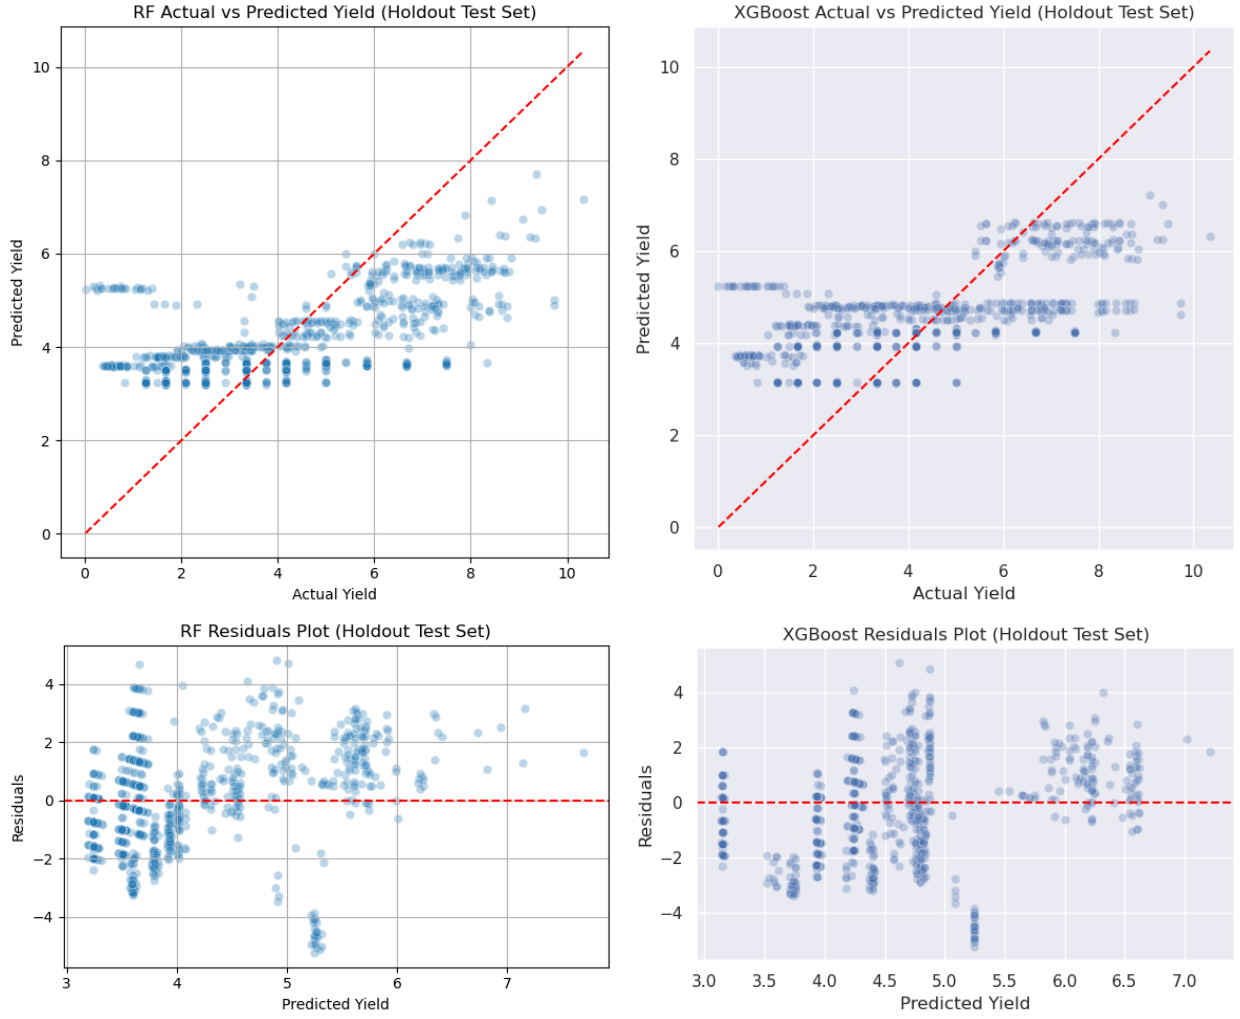 RF Actual vs Predicted Yield (Holdout Test Set)
10
8
6
4
2
0
Predicted Yield
0 2 4 6 8 10
Actual Yield
XGBoost Actual vs Predicted Yield (Holdout Test Set)
10
8
6
4
2
0
Predicted Yield
0 2 4 6 8 10
Actual Yield
RF Residuals Plot (Holdout Test Set)
4
2
0
−2
−4
Residuals
3 4 5 6 7
Predicted Yield
XGBoost Residuals Plot (Holdout Test Set)
4
2
0
−2
−4
Residuals
3.0 3.5 4.0 4.5 5.0 5.5 6.0 6.5 7.0
Predicted Yield